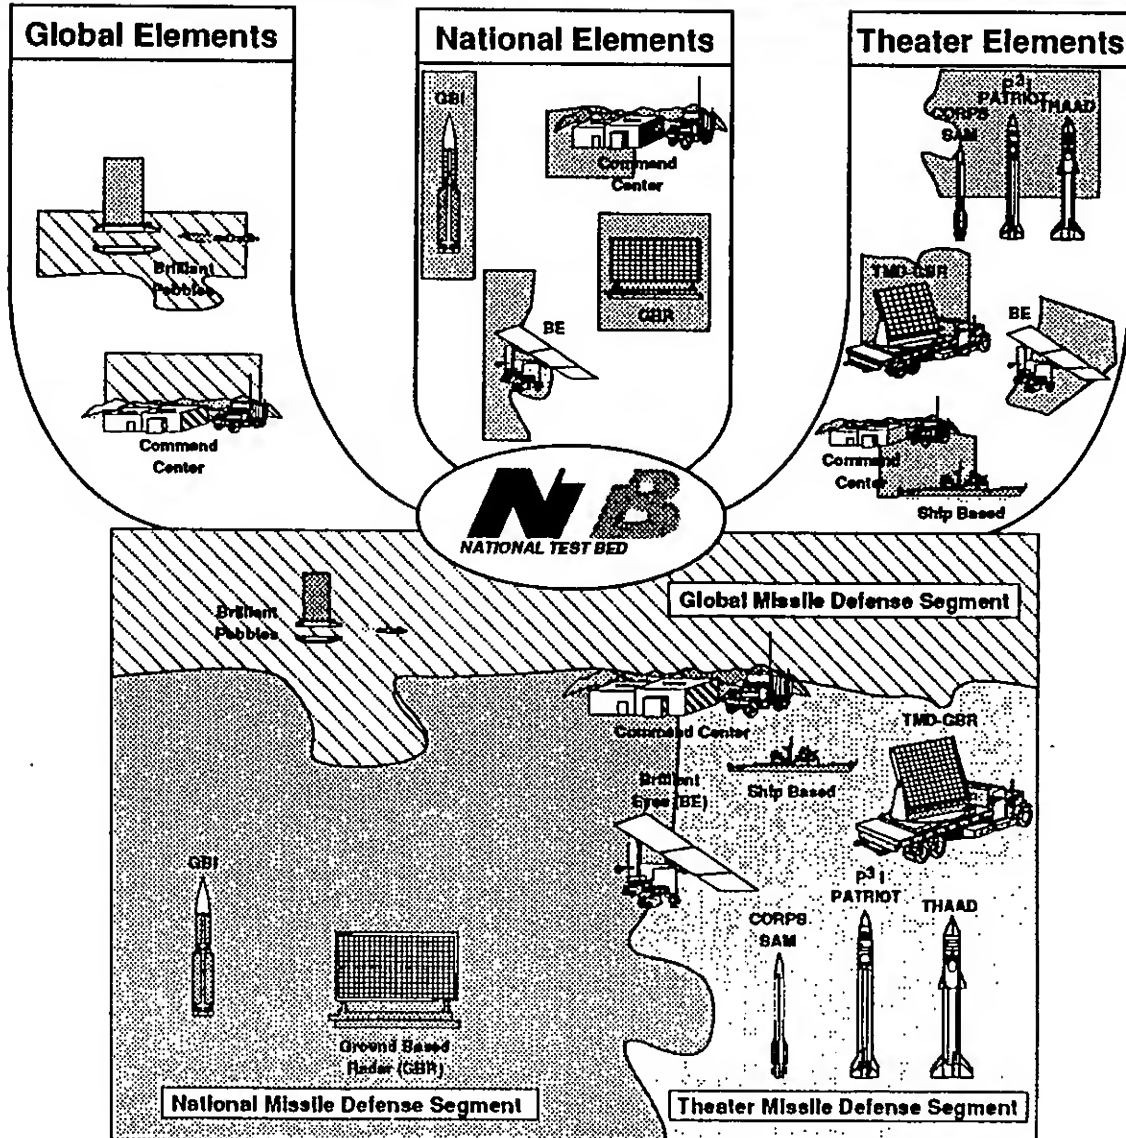 Global Elements
Brilliant
Pebbles
Command
Center
National Elements
GBI
Command
Center
GBR
BE
Theater Elements
CORPS
SAM
P³I
PATRIOT
THAAD
TMD-GBR
BE
Command
Center
Ship Based
NTB
NATIONAL TEST BED
Global Missile Defense Segment
Brilliant
Pebbles
Command Center
TMD-GBR
Ship Based
Brilliant
Eyes (BE)
GBI
P³I
PATRIOT
THAAD
CORPS
SAM
Ground Based
Radar (GBR)
National Missile Defense Segment
Theater Missile Defense Segment